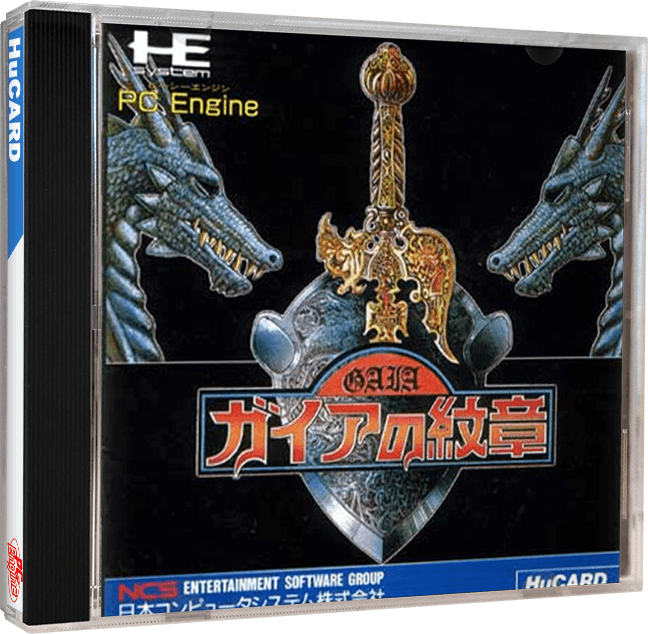 HuCARD
HE
system
シーエンジン
PC Engine
GAIA
ガイアの紋章
NCS ENTERTAINMENT SOFTWARE GROUP
日本コンピュータシステム株式会社
HuCARD
PC Engine